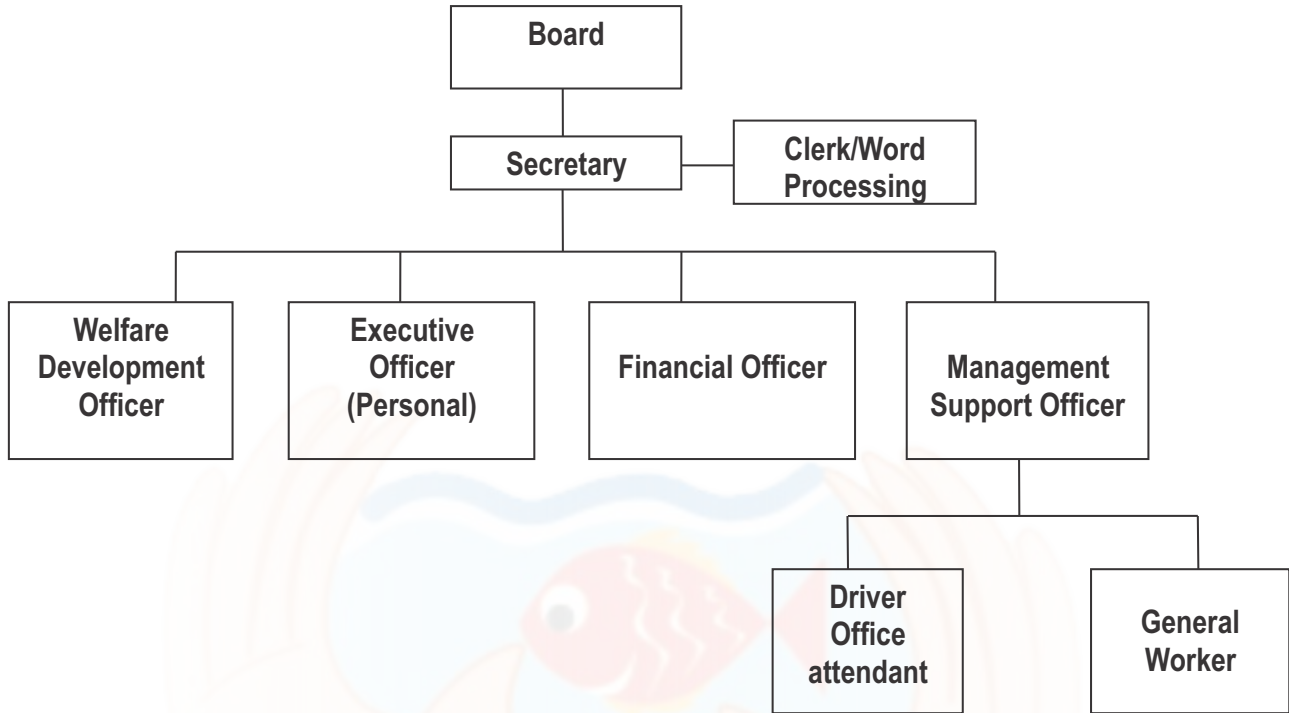 Board
Secretary
Clerk/Word
Processing
Welfare
Development
Officer
Executive
Officer
(Personal)
Financial Officer
Management
Support Officer
Driver
Office
attendant
General
Worker